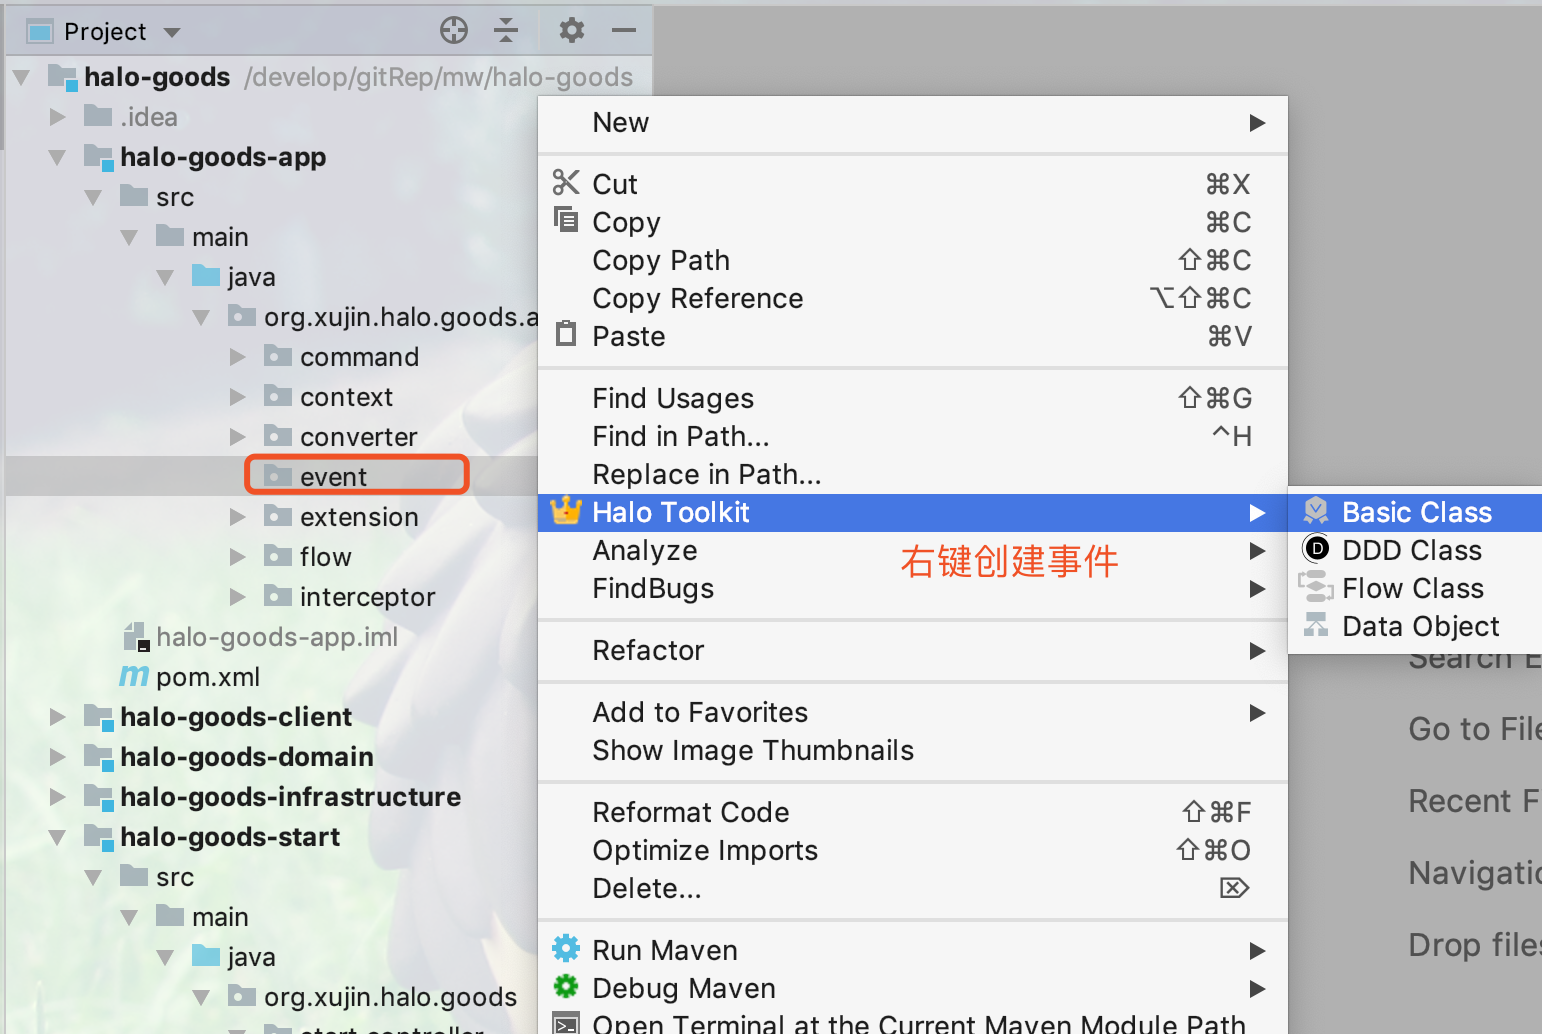 Project
halo-goods /develop/gitRep/mw/halo-goods
.idea
halo-goods-app
src
main
java
org.xujin.halo.goods.a
command
context
converter
event
extension
flow
interceptor
halo-goods-app.iml
pom.xml
halo-goods-client
halo-goods-domain
halo-goods-infrastructure
halo-goods-start
src
main
java
org.xujin.halo.goods
start.controller
New
Cut ⌘X
Copy ⌘C
Copy Path ⇧⌘C
Copy Reference ⌥⇧⌘C
Paste ⌘V
Find Usages ⇧⌘G
Find in Path... ^H
Replace in Path...
Halo Toolkit
Analyze
FindBugs
右键创建事件
Refactor
Add to Favorites
Show Image Thumbnails
Reformat Code ⇧⌘F
Optimize Imports ⇧⌘O
Delete... ⌦
Run Maven
Debug Maven
Open Terminal at the Current Maven Module Path
Basic Class
DDD Class
Flow Class
Data Object
Search E
Go to File
Recent F
Navigatio
Drop files